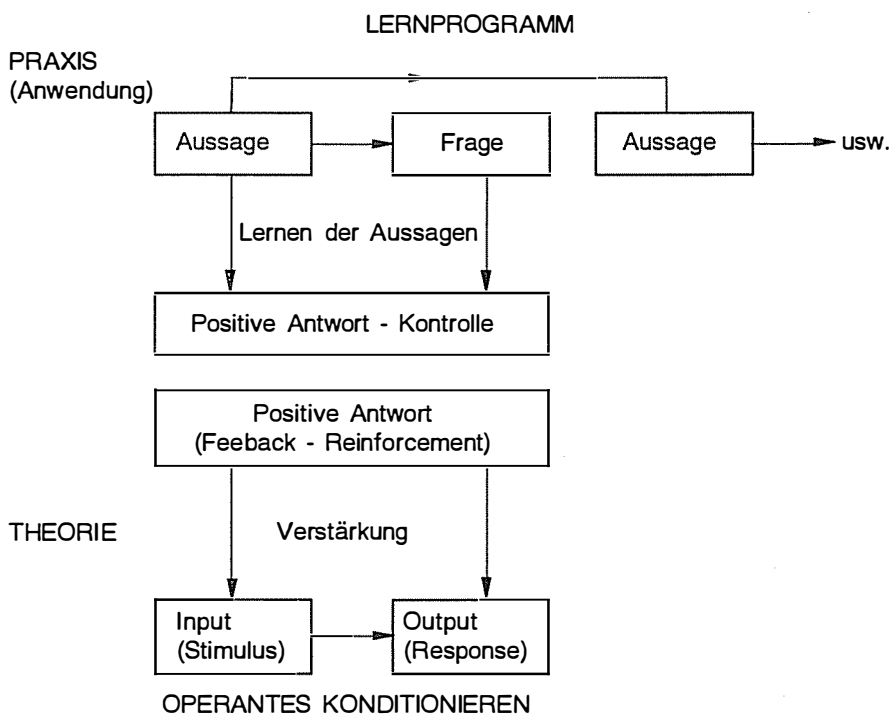 LERNPROGRAMM
PRAXIS
(Anwendung)
Aussage
Frage
Aussage
usw.
Lernen der Aussagen
Positive Antwort - Kontrolle
Positive Antwort
(Feeback - Reinforcement)
THEORIE
Verstärkung
Input
(Stimulus)
Output
(Response)
OPERANTES KONDITIONIEREN